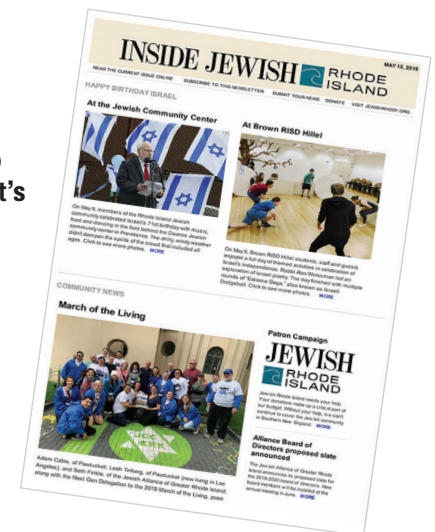 t's
INSIDE JEWISH RHODE ISLAND
MAY 13, 2019
READ THE CURRENT ISSUE ONLINE SUBSCRIBE TO THIS NEWSLETTER SUBMIT YOUR NEWS DONATE VISIT JEWISHRHODY.ORG
HAPPY BIRTHDAY ISRAEL
At the Jewish Community Center
On May 9, members of the Rhode Island Jewish
community celebrated Israel's 71st birthday with music,
food and dancing in the field behind the Dwares Jewish
community center in Providence. The chilly, windy weather
didn't dampen the spirits of the crowd that included all
ages. Click to see more photos. MORE
At Brown RISD Hillel
On May 9, Brown RISD Hillel students, staff and guests
enjoyed a full day of themed activities in celebration of
Israel's independence. Rabbi Alex Weissman led an
exploration of Israeli poetry. The day finished with multiple
rounds of "Extreme Gaga," also known as Israeli
Dodgeball. Click to see more photos. MORE
COMMUNITY NEWS
March of the Living
JCC
KRK
Adam Cable, of Pawtucket; Leah Tinberg, of Pawtucket (now living in Los
Angeles); and Seth Finkle, of the Jewish Alliance of Greater Rhode Island;
along with the Next Gen Delegation to the 2019 March of the Living, pose
Patron Campaign
JEWISH
RHODE
ISLAND
Jewish Rhode Island needs your help.
Your donations make up a critical part of
our budget. Without your help, we can't
continue to cover the Jewish community
in Southern New England. MORE
Alliance Board of
Directors proposed slate
announced
The Jewish Alliance of Greater Rhode
Island announces its proposed slate for
the 2019-2020 board of directors. New
board members will be installed at the
annual meeting in June. MORE